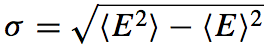 σ = √⟨E²⟩ − ⟨E⟩²